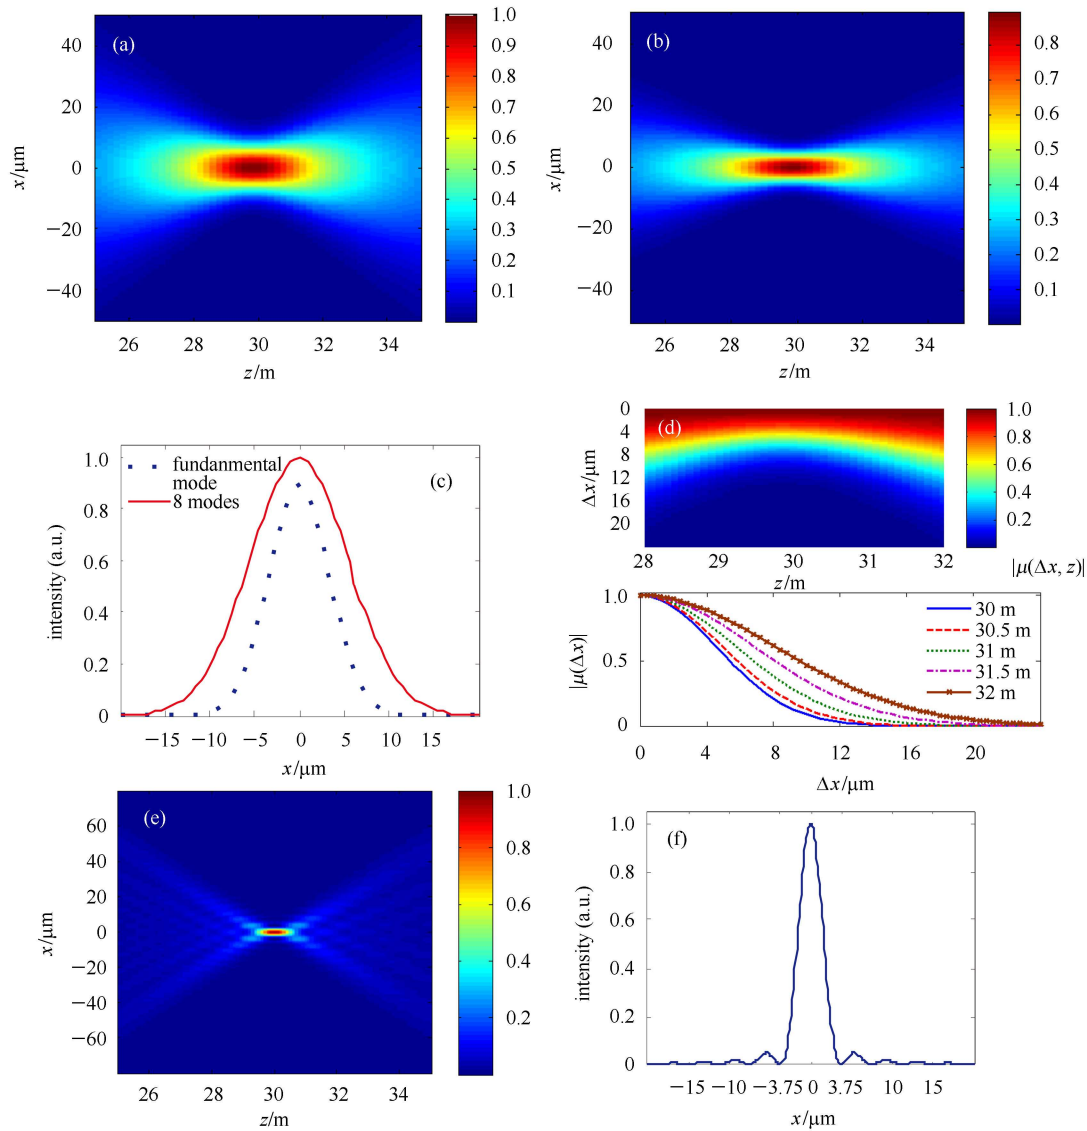 (a)
x/μm
40
20
0
−20
−40
26 28 30 32 34
z/m
1.0
0.9
0.8
0.7
0.6
0.5
0.4
0.3
0.2
0.1
(b)
x/μm
40
20
0
−20
−40
26 28 30 32 34
z/m
0.8
0.7
0.6
0.5
0.4
0.3
0.2
0.1
(c)
fundanmental
mode
8 modes
intensity (a.u.)
1.0
0.8
0.6
0.4
0.2
0
−15 −10 −5 0 5 10 15
x/μm
(d)
Δx/μm
0
4
8
12
16
20
28 29 30 31 32
z/m
1.0
0.8
0.6
0.4
0.2
|μ(Δx, z)|
|μ(Δx)|
1.0
0.5
0
30 m
30.5 m
31 m
31.5 m
32 m
0 4 8 12 16 20
Δx/μm
(e)
x/μm
60
40
20
0
−20
−40
−60
26 28 30 32 34
z/m
1.0
0.8
0.6
0.4
0.2
(f)
intensity (a.u.)
1.0
0.8
0.6
0.4
0.2
0
−15 −10 −3.75 0 3.75 10 15
x/μm